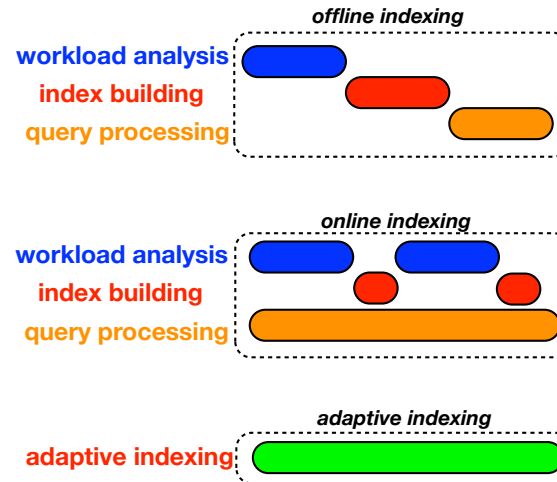 offline indexing
workload analysis
index building
query processing
online indexing
workload analysis
index building
query processing
adaptive indexing
adaptive indexing